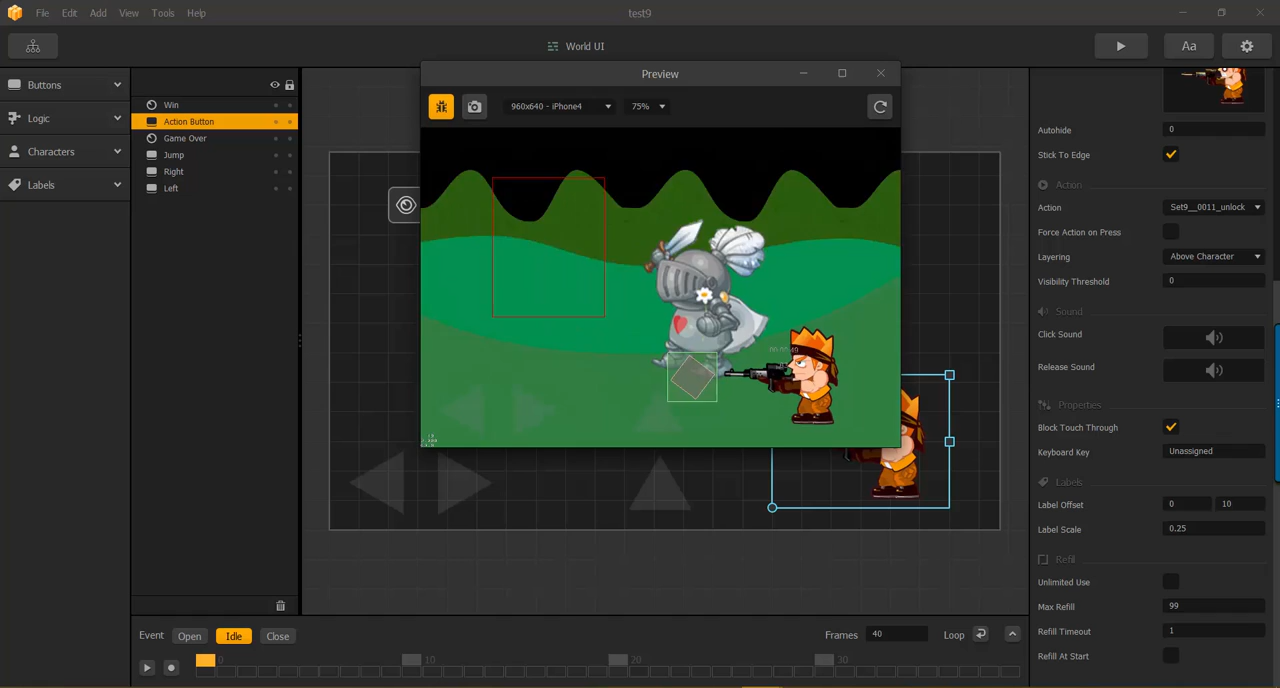 File Edit Add View Tools Help
test9
World UI
Aa
Preview
960x640 - iPhone4
75%
Buttons
Logic
Characters
Labels
Win
Action Button
Game Over
Jump
Right
Left
Autohide 0
Stick To Edge
Action
Action Set9__0011_unlock
Force Action on Press
Layering Above Character
Visibility Threshold 0
Sound
Click Sound
Release Sound
Properties
Block Touch Through
Keyboard Key Unassigned
Labels
Label Offset 0 10
Label Scale 0.25
Refill
Unlimited Use
Max Refill 99
Refill Timeout 1
Refill At Start
Event Open Idle Close
Frames 40 Loop
0 10 20 30